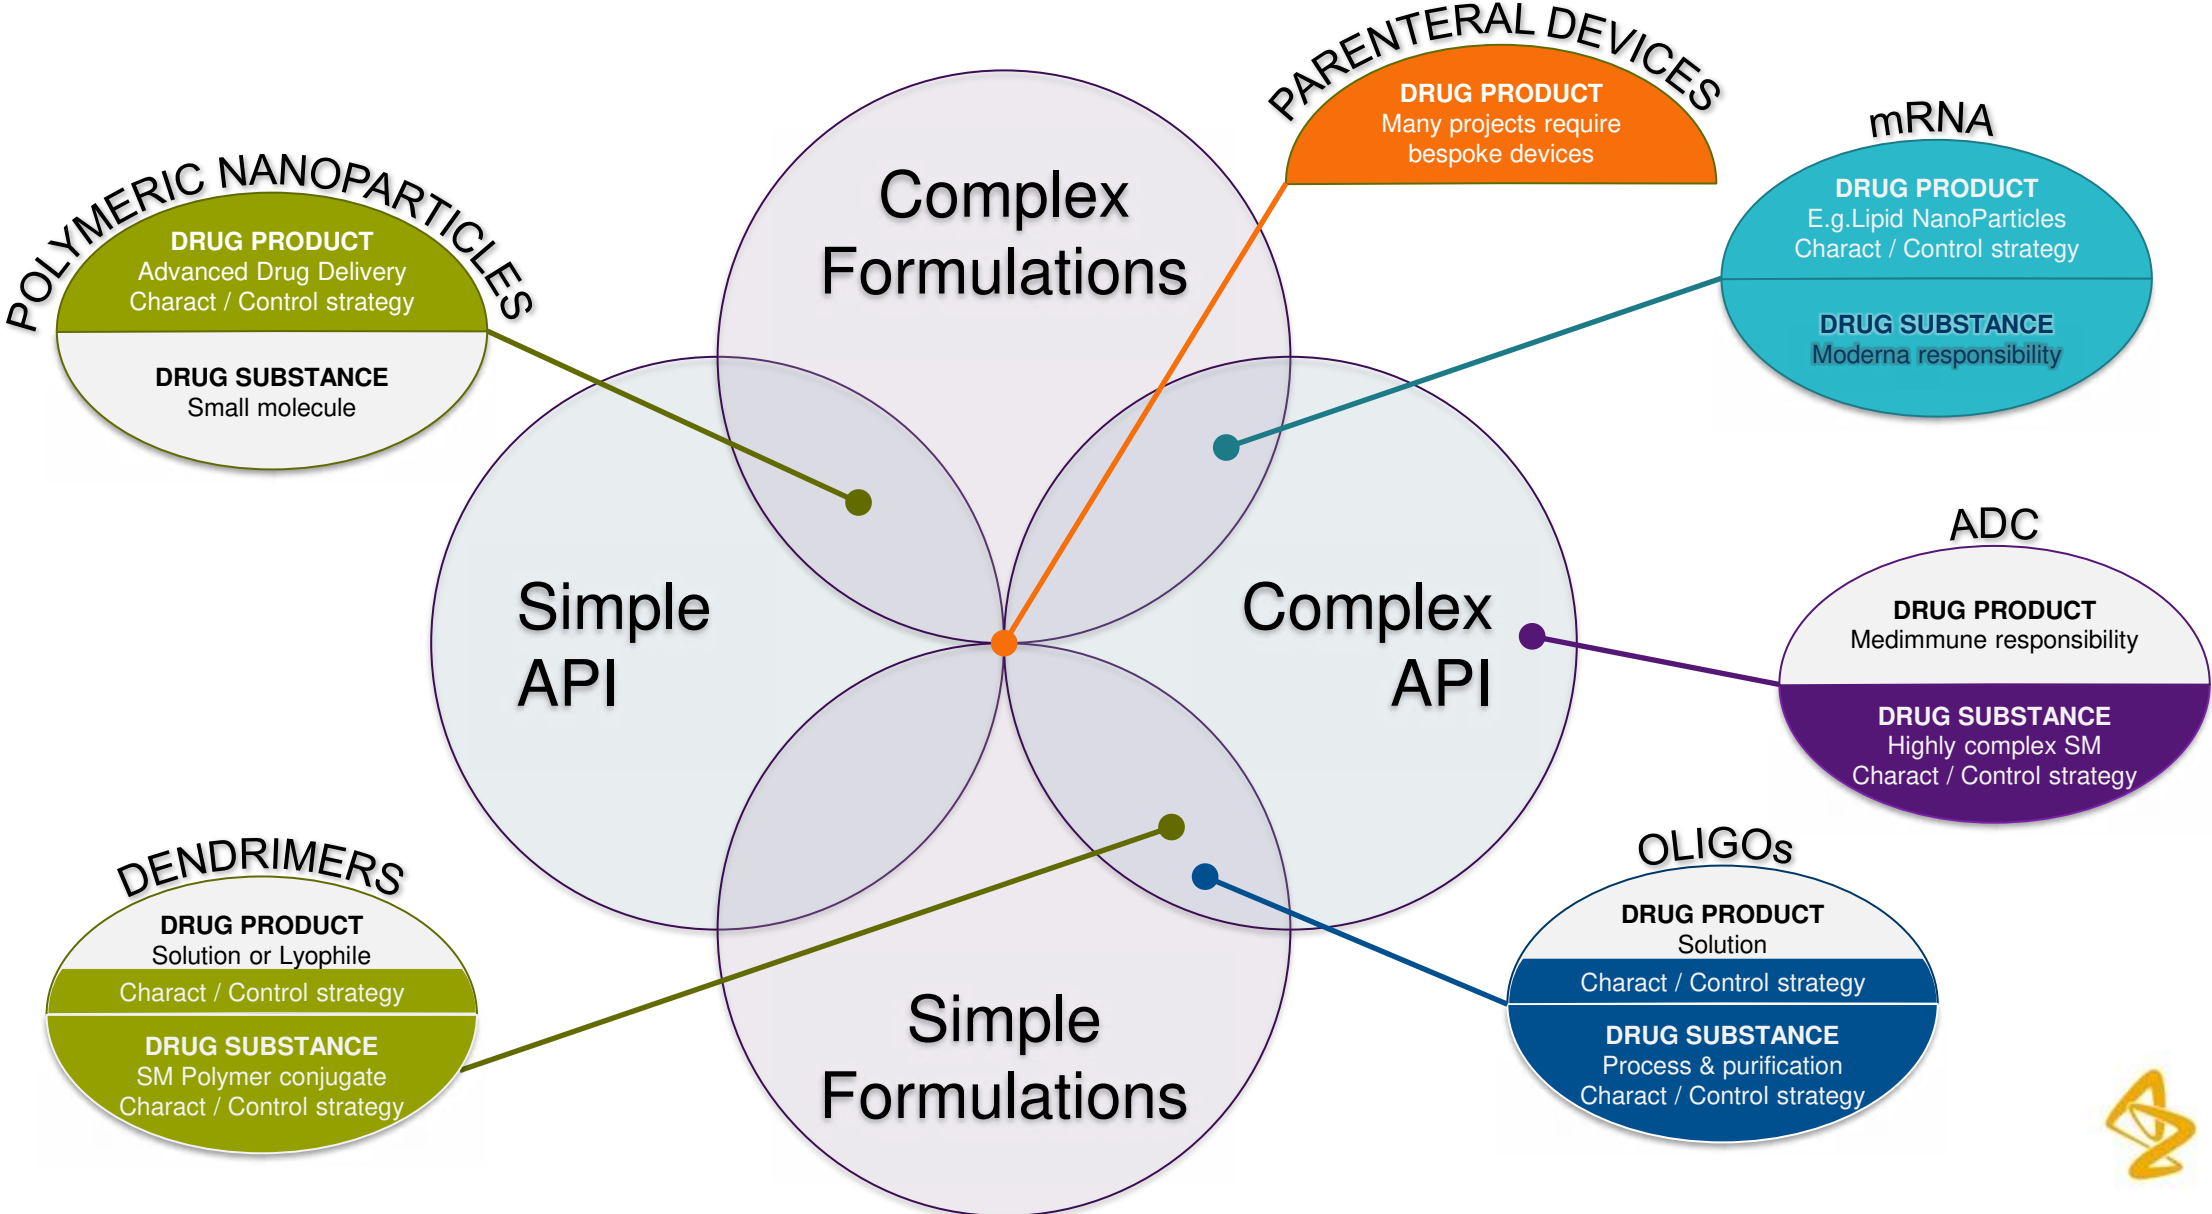 PARENTERAL DEVICES
DRUG PRODUCT
Many projects require
bespoke devices
mRNA
DRUG PRODUCT
E.g.Lipid NanoParticles
Charact / Control strategy
DRUG SUBSTANCE
Moderna responsibility
POLYMERIC NANOPARTICLES
DRUG PRODUCT
Advanced Drug Delivery
Charact / Control strategy
DRUG SUBSTANCE
Small molecule
Complex
Formulations
Simple
API
Complex
API
ADC
DRUG PRODUCT
Medimmune responsibility
DRUG SUBSTANCE
Highly complex SM
Charact / Control strategy
DENDRIMERS
DRUG PRODUCT
Solution or Lyophile
Charact / Control strategy
DRUG SUBSTANCE
SM Polymer conjugate
Charact / Control strategy
Simple
Formulations
OLIGOs
DRUG PRODUCT
Solution
Charact / Control strategy
DRUG SUBSTANCE
Process & purification
Charact / Control strategy